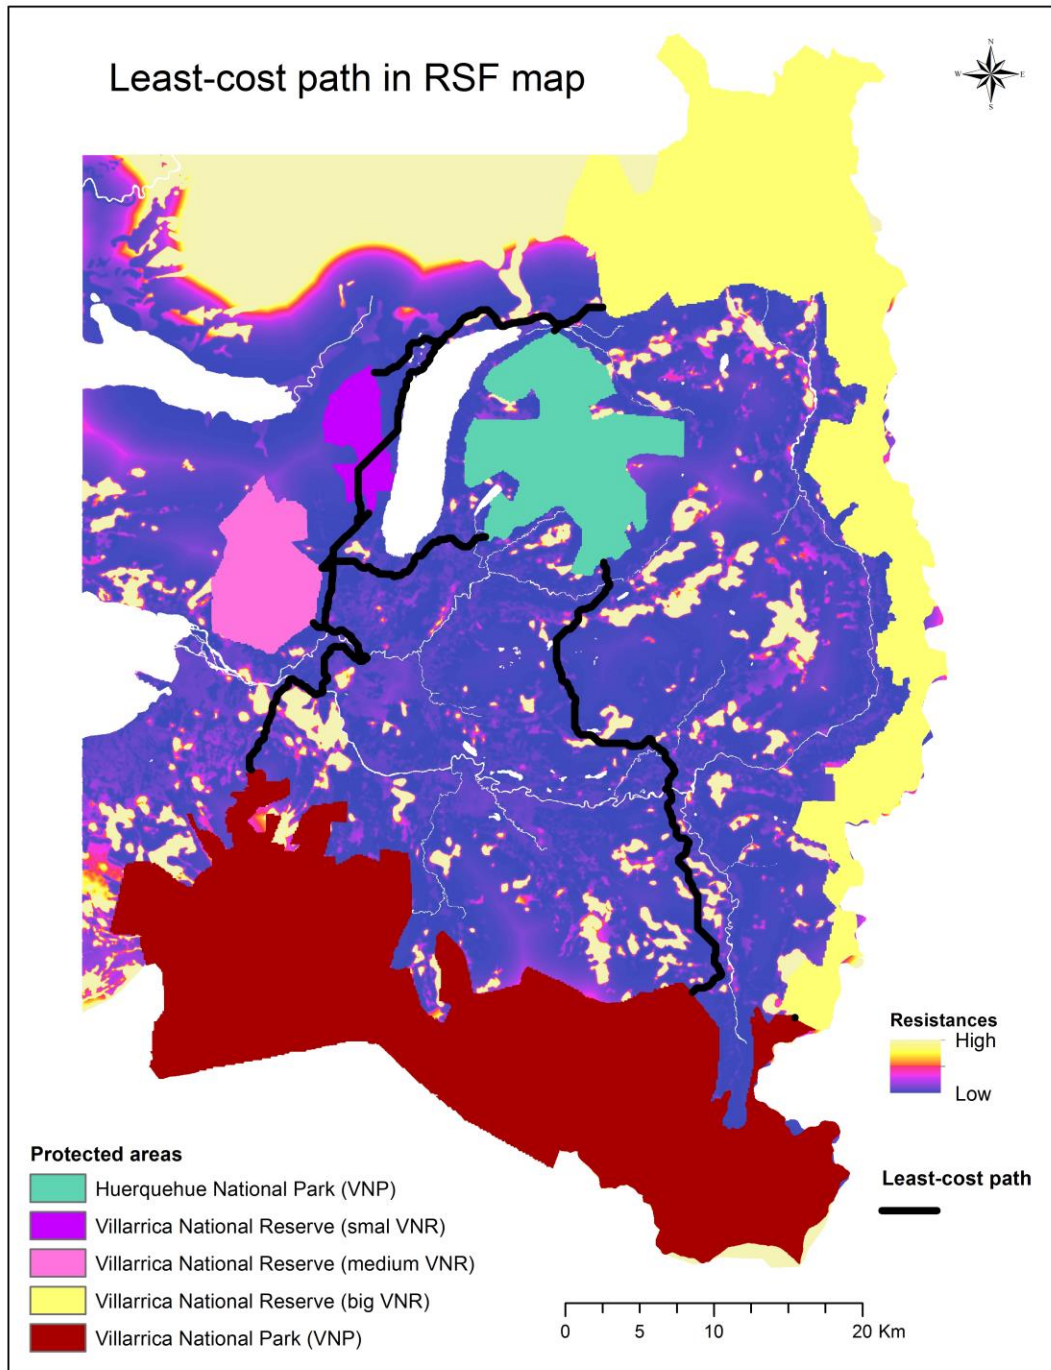 Least-cost path in RSF map
N
W E
S
Resistances
High
Low
Protected areas
Huerquehue National Park (VNP)
Villarrica National Reserve (smal VNR)
Villarrica National Reserve (medium VNR)
Villarrica National Reserve (big VNR)
Villarrica National Park (VNP)
Least-cost path
0 5 10 20 Km